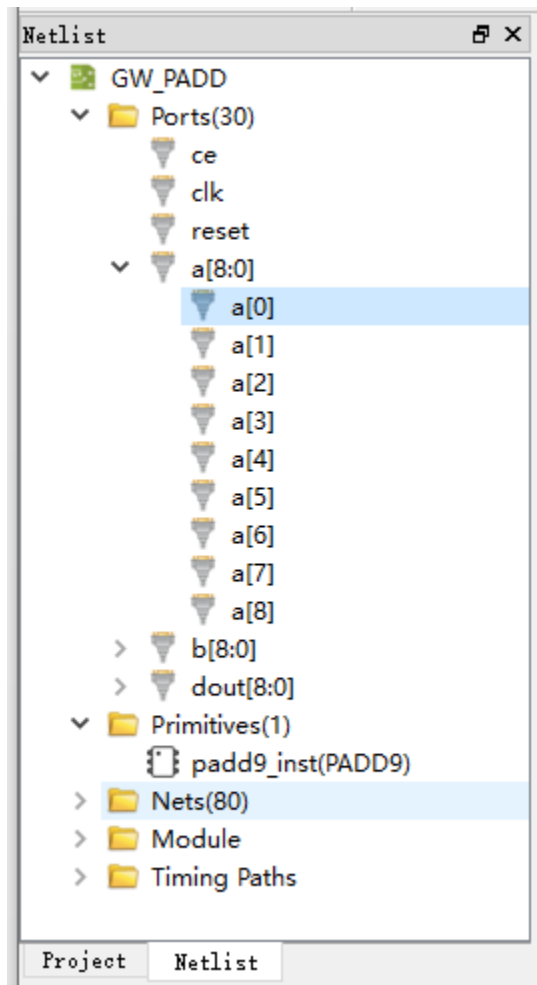 Netlist
GW_PADD
Ports(30)
ce
clk
reset
a[8:0]
a[0]
a[1]
a[2]
a[3]
a[4]
a[5]
a[6]
a[7]
a[8]
b[8:0]
dout[8:0]
Primitives(1)
padd9_inst(PADD9)
Nets(80)
Module
Timing Paths
Project Netlist